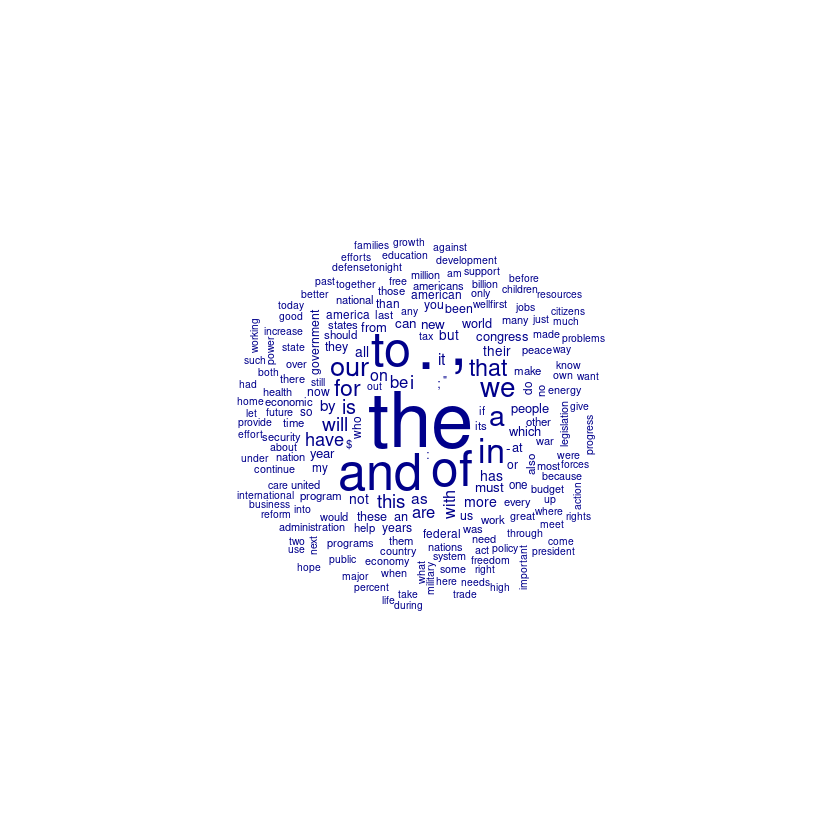 families growth against
efforts education
defense tonight development
past together free million am support before
better those americans billion children resources
today national than american only
good america last any you been well first jobs citizens
working increase states from can new world many just much
such power state should government tax but congress made problems
both over they all to . , their peace way
had there our it that make know
health still on own want
home now out be i ; " we do no energy
let economic for
future so by is the if a people give
provide time will who its other legislation progress
effort security have $ which
about and of : in - at war also were
under nation year has or most forces
continue my because
care united must one budget action
international program not this as with more every up
business into are where
reform would these an us great rights
administration help years was work meet
federal need through
two next programs them nations act policy come
use country president
public economy system freedom
hope when what military some right important
major here needs high
percent
take trade
life
during